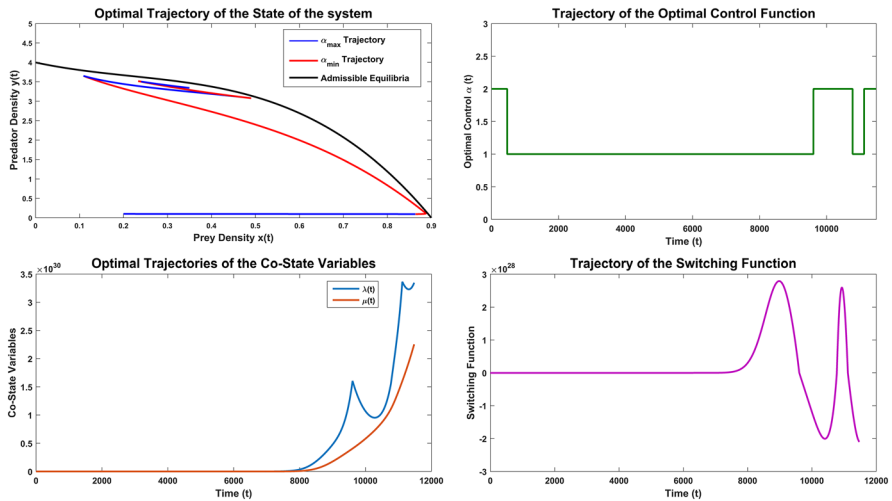 Optimal Trajectory of the State of the system
5
4.5
4
3.5
3
2.5
2
1.5
1
0.5
0
Predator Density y(t)
α_max Trajectory
α_min Trajectory
Admissible Equilibria
0 0.1 0.2 0.3 0.4 0.5 0.6 0.7 0.8 0.9
Prey Density x(t)
Trajectory of the Optimal Control Function
3
2.5
2
1.5
1
0.5
0
Optimal Control α (t)
0 2000 4000 6000 8000 10000
Time (t)
Optimal Trajectories of the Co-State Variables
×10^30
3.5
3
2.5
2
1.5
1
0.5
0
Co-State Variables
λ(t)
μ(t)
0 2000 4000 6000 8000 10000 12000
Time (t)
Trajectory of the Switching Function
×10^28
3
2
1
0
-1
-2
-3
Switching Function
0 2000 4000 6000 8000 10000 12000
Time (t)